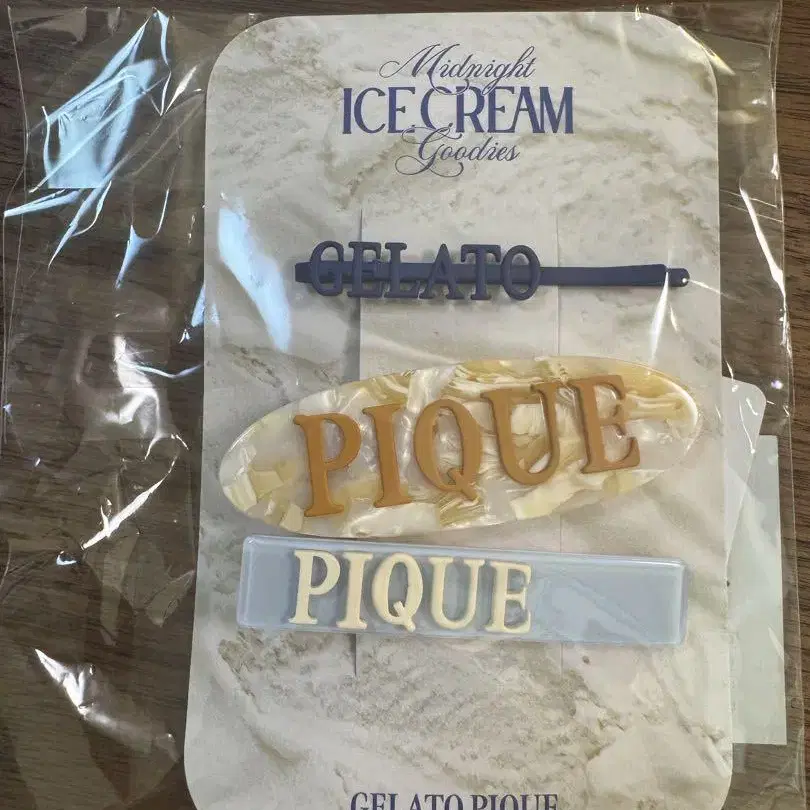 Midnight
ICE CREAM
Goodies
GELATO
PIQUE
PIQUE
GELATO PIQUE